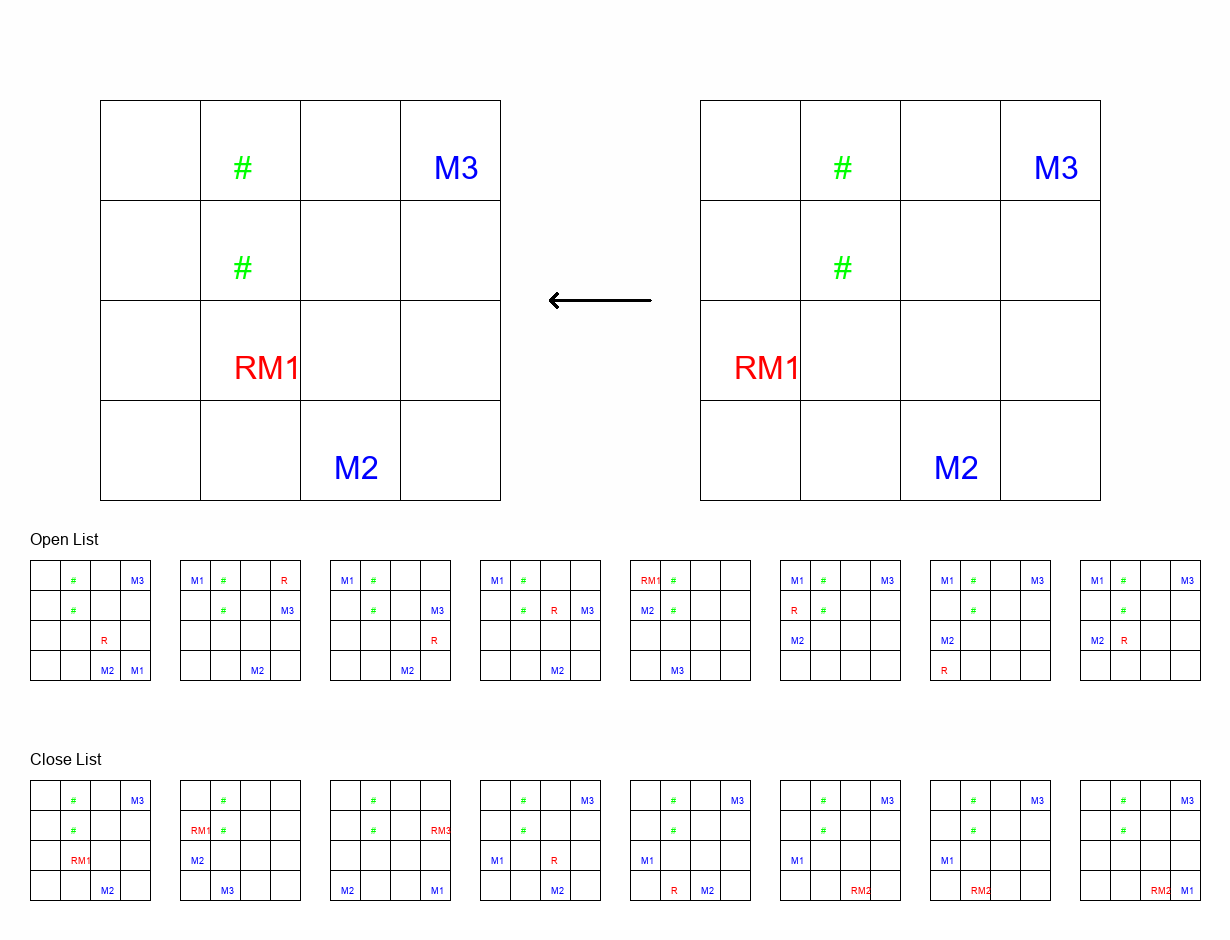 # M3 # M3
# #
RM1 RM1
M2 M2
Open List
# M3 M1 # R M1 # M1 # RM1 # M1 # M3 M1 # M3 M1 # M3
# # M3 # M3 # R M3 M2 # R # # #
R R M2 M2 M2 R
M2 M1 M2 M2 M2 M3 R
Close List
# M3 # # # M3 # M3 # M3 # M3 # M3
# RM1 # # RM3 # # # # #
RM1 M2 M1 R M1 M1 M1
M2 M3 M2 M1 M2 R M2 RM2 RM2 RM2 M1